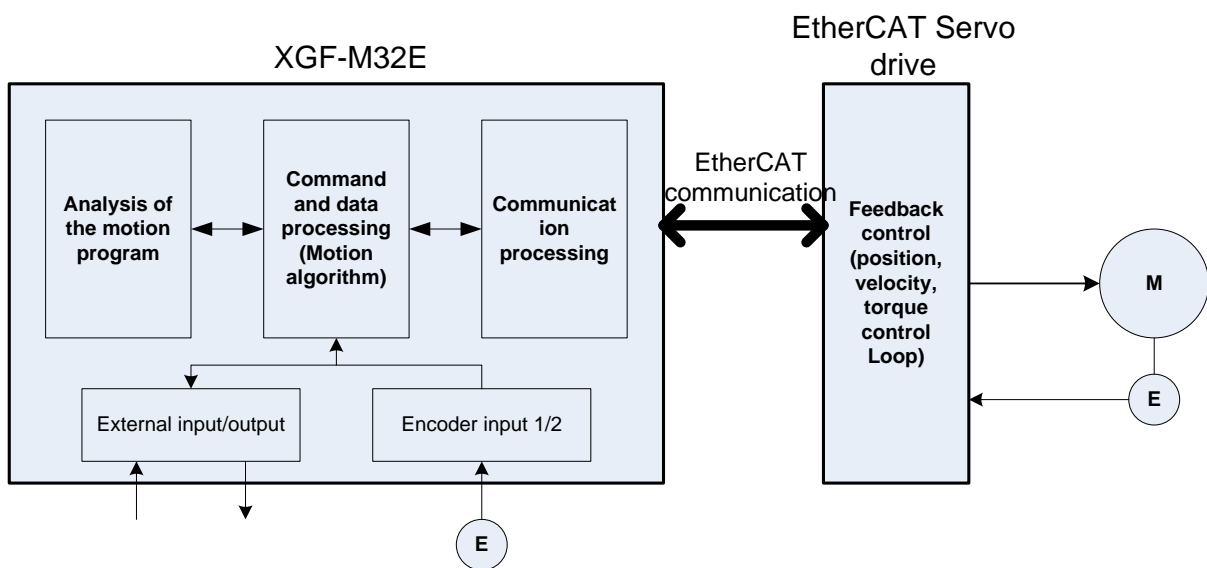 XGF-M32E
EtherCAT Servo
drive
Analysis of
the motion
program
Command
and data
processing
(Motion
algorithm)
Communicat
ion
processing
EtherCAT
communication
Feedback
control
(position,
velocity,
torque
control
Loop)
M
E
External input/output
Encoder input 1/2
E